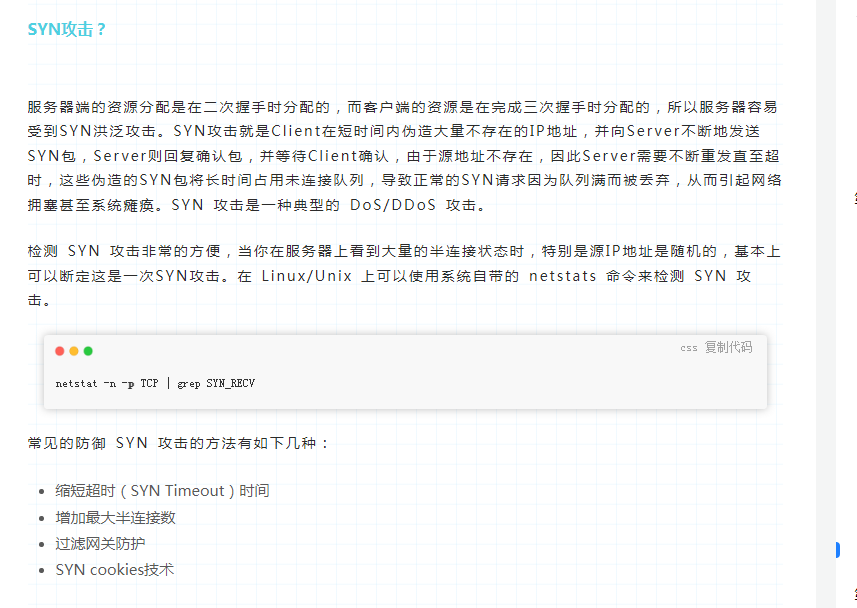 SYN攻击？
服务器端的资源分配是在二次握手时分配的，而客户端的资源是在完成三次握手时分配的，所以服务器容易
受到SYN洪泛攻击。SYN攻击就是Client在短时间内伪造大量不存在的IP地址，并向Server不断地发送
SYN包，Server则回复确认包，并等待Client确认，由于源地址不存在，因此Server需要不断重发直至超
时，这些伪造的SYN包将长时间占用未连接队列，导致正常的SYN请求因为队列满而被丢弃，从而引起网络
拥塞甚至系统瘫痪。SYN 攻击是一种典型的 DoS/DDoS 攻击。
检测 SYN 攻击非常的方便，当你在服务器上看到大量的半连接状态时，特别是源IP地址是随机的，基本上
可以断定这是一次SYN攻击。在 Linux/Unix 上可以使用系统自带的 netstats 命令来检测 SYN 攻
击。
css 复制代码
netstat -n -p TCP | grep SYN_RECV
常见的防御 SYN 攻击的方法有如下几种：
缩短超时（SYN Timeout）时间
增加最大半连接数
过滤网关防护
SYN cookies技术